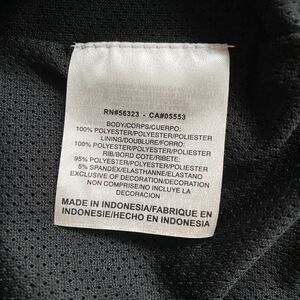 RN#56323 - CA#05553
BODY/CORPS/CUERPO:
100% POLYESTER/POLYESTER/POLIESTER
LINING/DOUBLURE/FORRO:
100% POLYESTER/POLYESTER/POLIESTER
RIB/BORD COTE/RIBETE:
95% POLYESTER/POLYESTER/POLIESTER
5% SPANDEX/ELASTHANNE/ELASTANO
EXCLUSIVE OF DECORATION/DECORATION
NON COMPRISE/NO INCLUYE LA
DECORACION
MADE IN INDONESIA/FABRIQUE EN
INDONESIE/HECHO EN INDONESIA